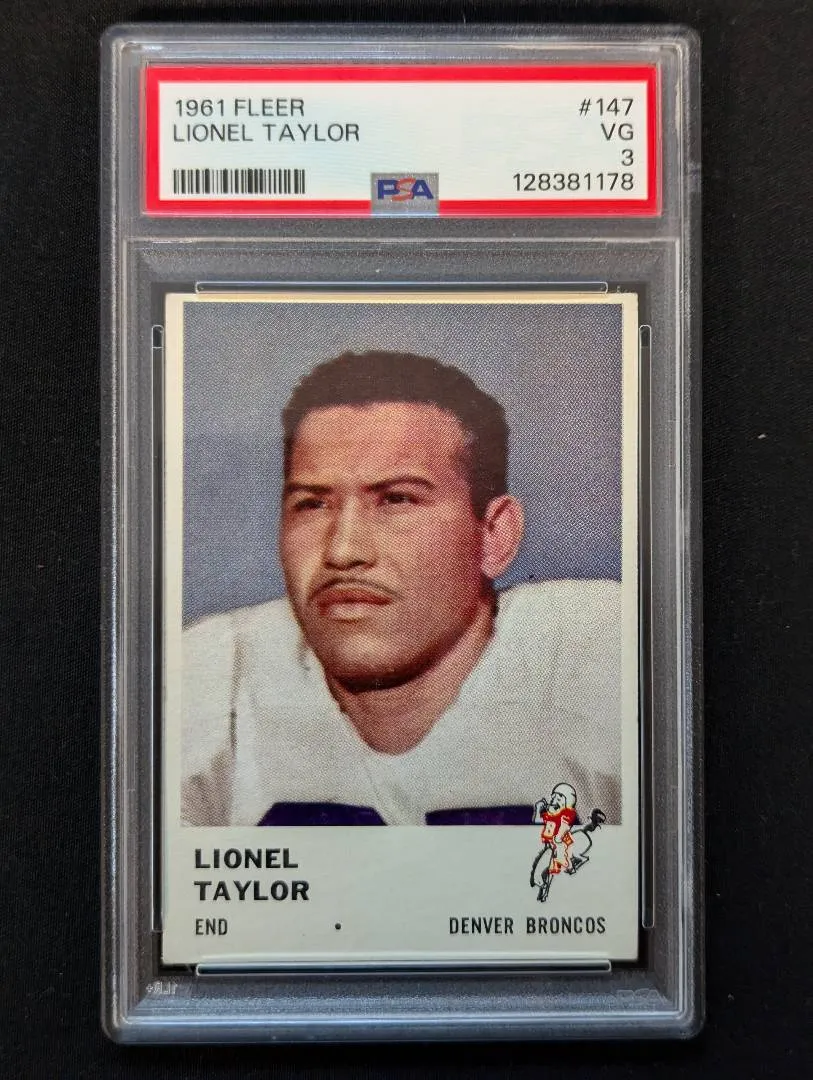 1961 FLEER #147
LIONEL TAYLOR VG
3
PSA 128381178
LIONEL
TAYLOR
END DENVER BRONCOS